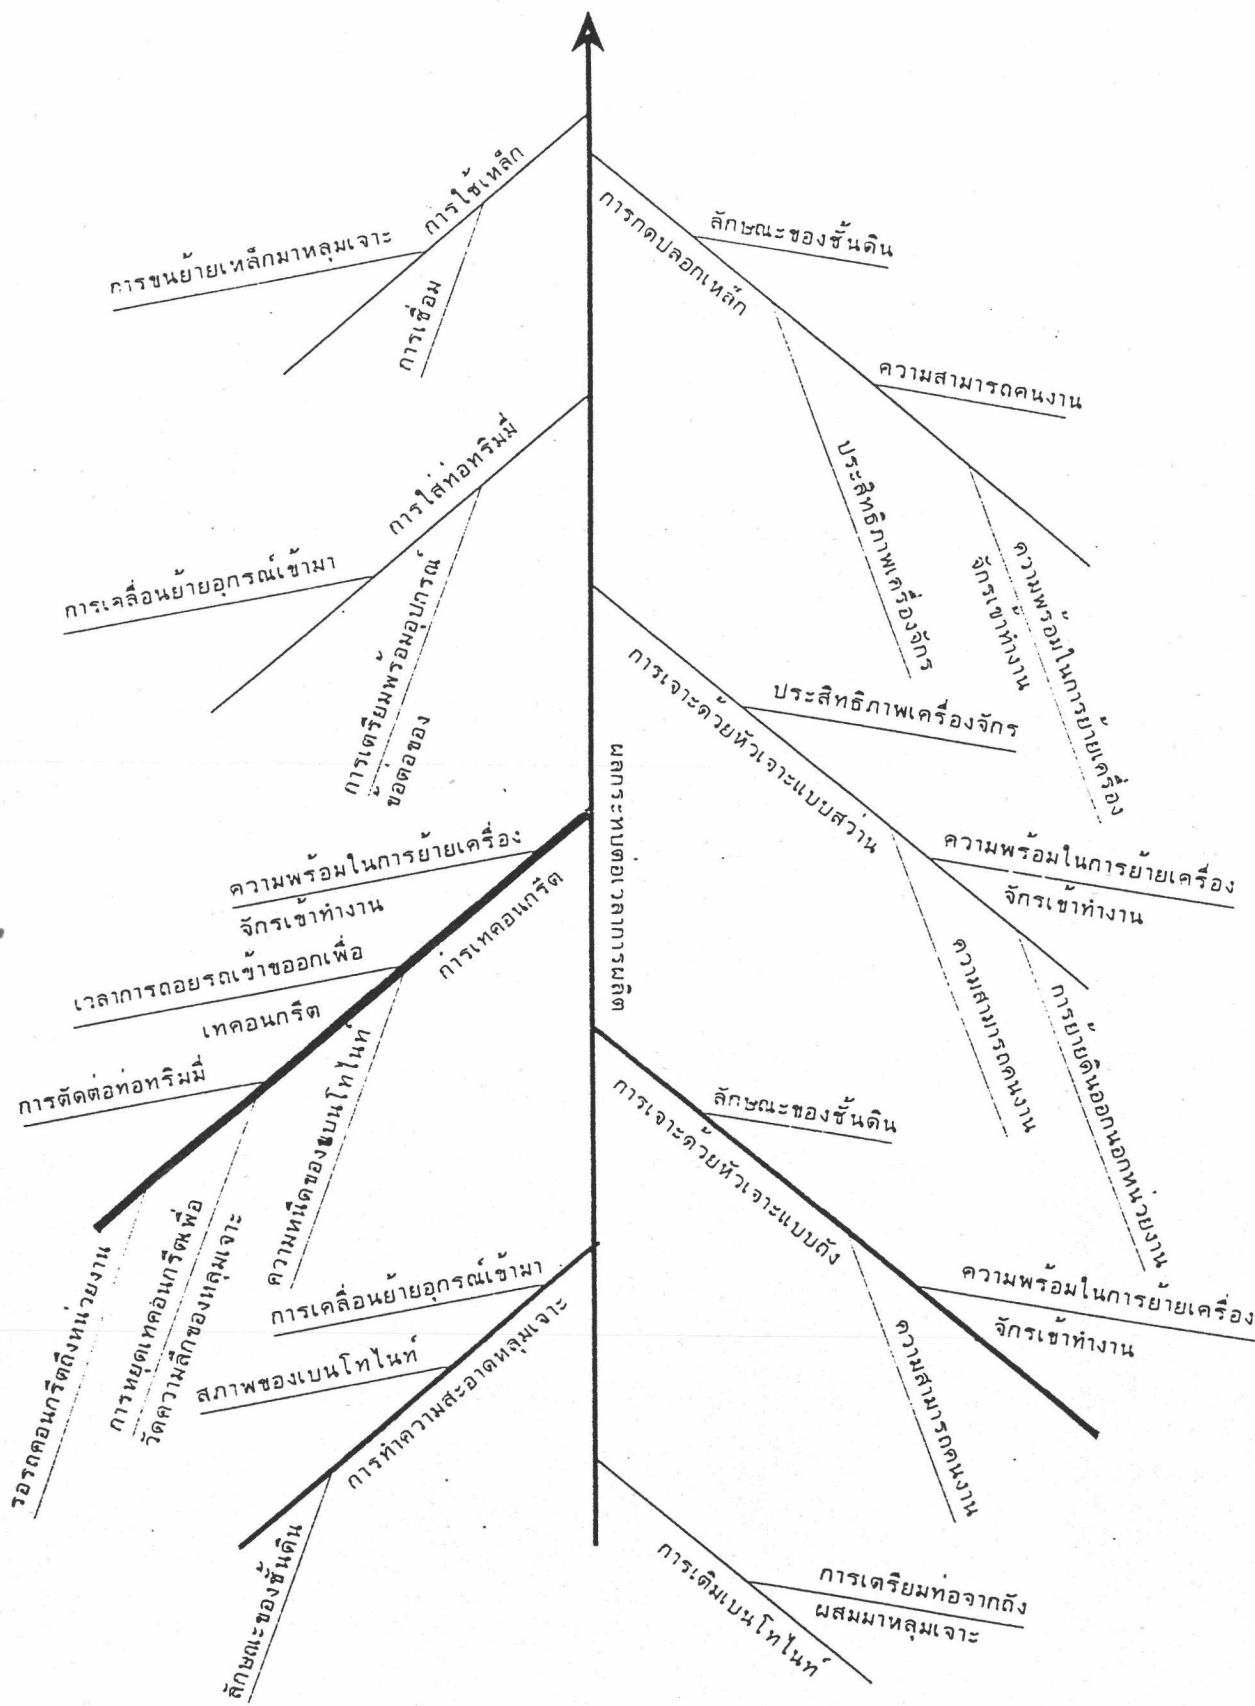 การใช้เหล็ก
การขนย้ายเหล็กมาหลุมเจาะ
การเชื่อม
การกดปลอกเหล็ก
ลักษณะของชั้นดิน
ความสามารถคนงาน
ประสิทธิภาพเครื่องจักร
ความพร้อมในการย้ายเครื่อง
จักรเข้าทำงาน
การใส่ท่อทริมมี่
การเคลื่อนย้ายอุกรณ์เข้ามา
การเตรียมพร้อมอุปกรณ์
ข้อต่อของ
การเจาะด้วยหัวเจาะแบบสว่าน
ประสิทธิภาพเครื่องจักร
ความพร้อมในการย้ายเครื่อง
จักรเข้าทำงาน
ความสามารถคนงาน
การย้ายดินออกนอกหน่วยงาน
ผลกระทบต่อเวลาการผลิต
การเทคอนกรีต
ความพร้อมในการย้ายเครื่อง
จักรเข้าทำงาน
เวลาการถอยรถเข้าขออกเพื่อ
เทคอนกรีต
การตัดต่อท่อทริมมี่
ความหนืดของเบนโทไนท์
การหยุดเทคอนกรีตเพื่อ
วัดความลึกของหลุมเจาะ
รอรถคอนกรีตถึงหน่วยงาน
การเจาะด้วยหัวเจาะแบบถัง
ลักษณะของชั้นดิน
ความพร้อมในการย้ายเครื่อง
จักรเข้าทำงาน
ความสามารถคนงาน
การทำความสะอาดหลุมเจาะ
การเคลื่อนย้ายอุกรณ์เข้ามา
สภาพของเบนโทไนท์
ลักษณะของชั้นดิน
การเติมเบนโทไนท์
การเตรียมท่อจากถัง
ผสมมาหลุมเจาะ